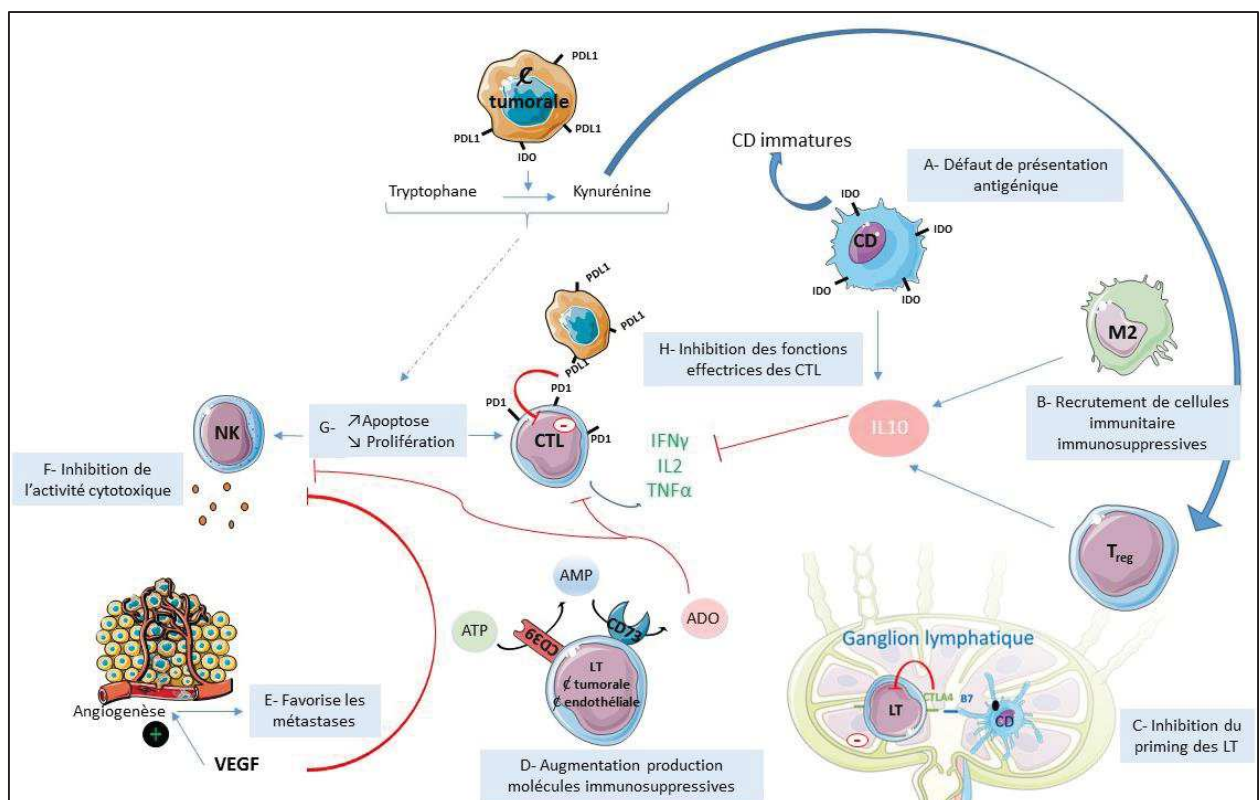 PDL1
₡
tumorale
PDL1
PDL1
IDO
Tryptophane
Kynurénine
CD immatures
A- Défaut de présentation
antigénique
IDO
IDO
CD
IDO
IDO
PDL1
PDL1
PDL1
H- Inhibition des fonctions
effectrices des CTL
M2
B- Recrutement de cellules
immunitaire
immunosuppressives
NK
G- ↗Apoptose
↘ Prolifération
PD1
PD1
-
CTL
PD1
IFNγ
IL2
TNFα
IL10
F- Inhibition de
l’activité cytotoxique
Treg
AMP
ATP
CD39
CD73
ADO
LT
₡ tumorale
₡ endothéliale
D- Augmentation production
molécules immunosuppressives
Angiogenèse
+
E- Favorise les
métastases
VEGF
Ganglion lymphatique
CTLA4
B7
LT
CD
-
C- Inhibition du
priming des LT